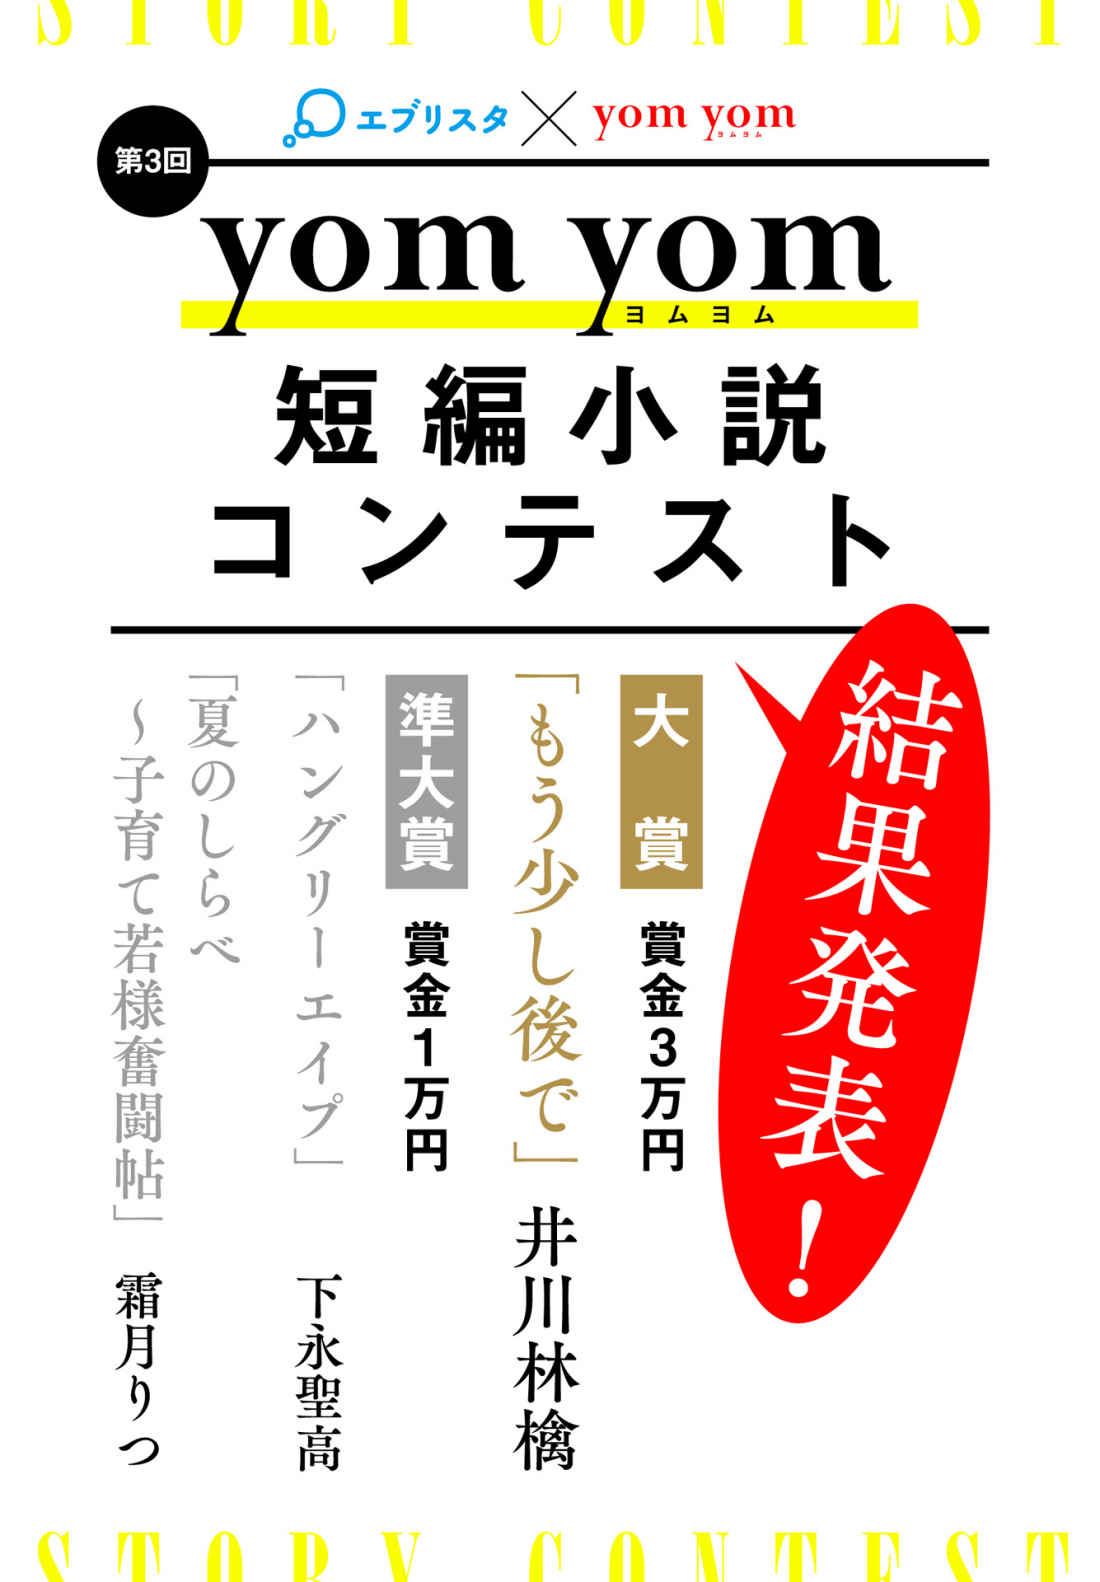 STORY CONTEST
エブリスタ×yom yom
ヨムヨム
第3回
yom yom
ヨムヨム
短編小説
コンテスト
結果発表!
大賞 賞金3万円
「もう少し後で」 井川林檎
準大賞 賞金1万円
「ハングリーエイプ」 下永聖高
「夏のしらべ
～子育て若様奮闘帖」 霜月りつ
STORY CONTEST